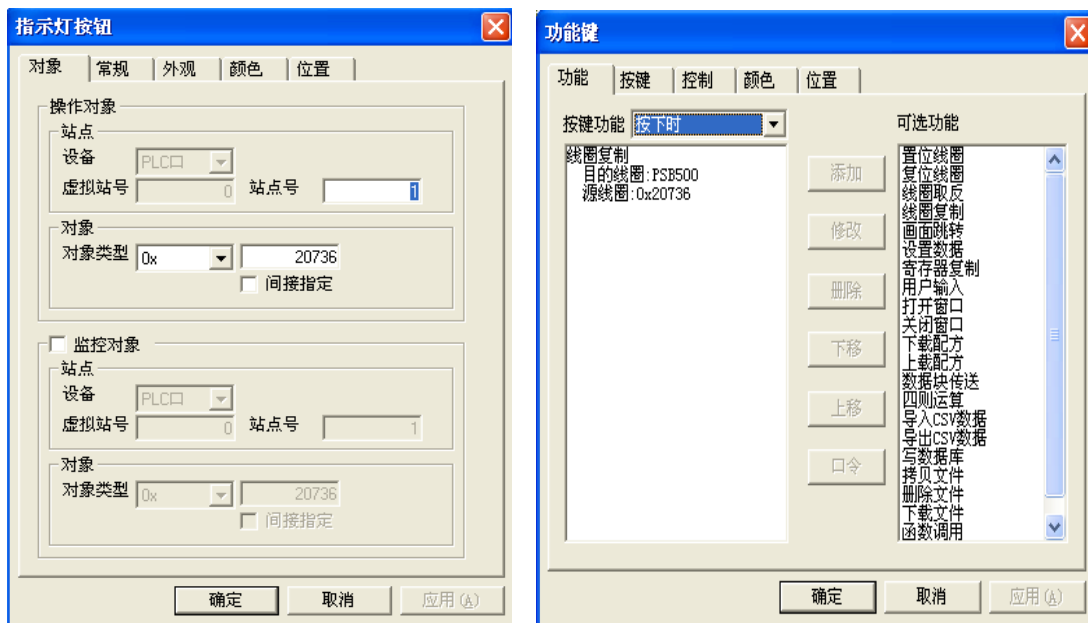 指示灯按钮
对象 常规 外观 颜色 位置
操作对象
站点
设备 PLC口
虚拟站号 0 站点号 1
对象
对象类型 0x 20736
间接指定
监控对象
站点
设备 PLC口
虚拟站号 0 站点号 1
对象
对象类型 0x 20736
间接指定
确定 取消 应用(A)
功能键
功能 按键 控制 颜色 位置
按键功能 按下时
线圈复制
目的线圈:PSB500
源线圈:0x20736
添加
修改
删除
下移
上移
口令
可选功能
置位线圈
复位线圈
线圈取反
线圈复制
画面跳转
设置数据
寄存器复制
用户输入
打开窗口
关闭窗口
下载配方
上载配方
数据块传送
四则运算
导入CSV数据
导出CSV数据
写数据库
拷贝文件
删除文件
下载文件
函数调用
确定 取消 应用(A)